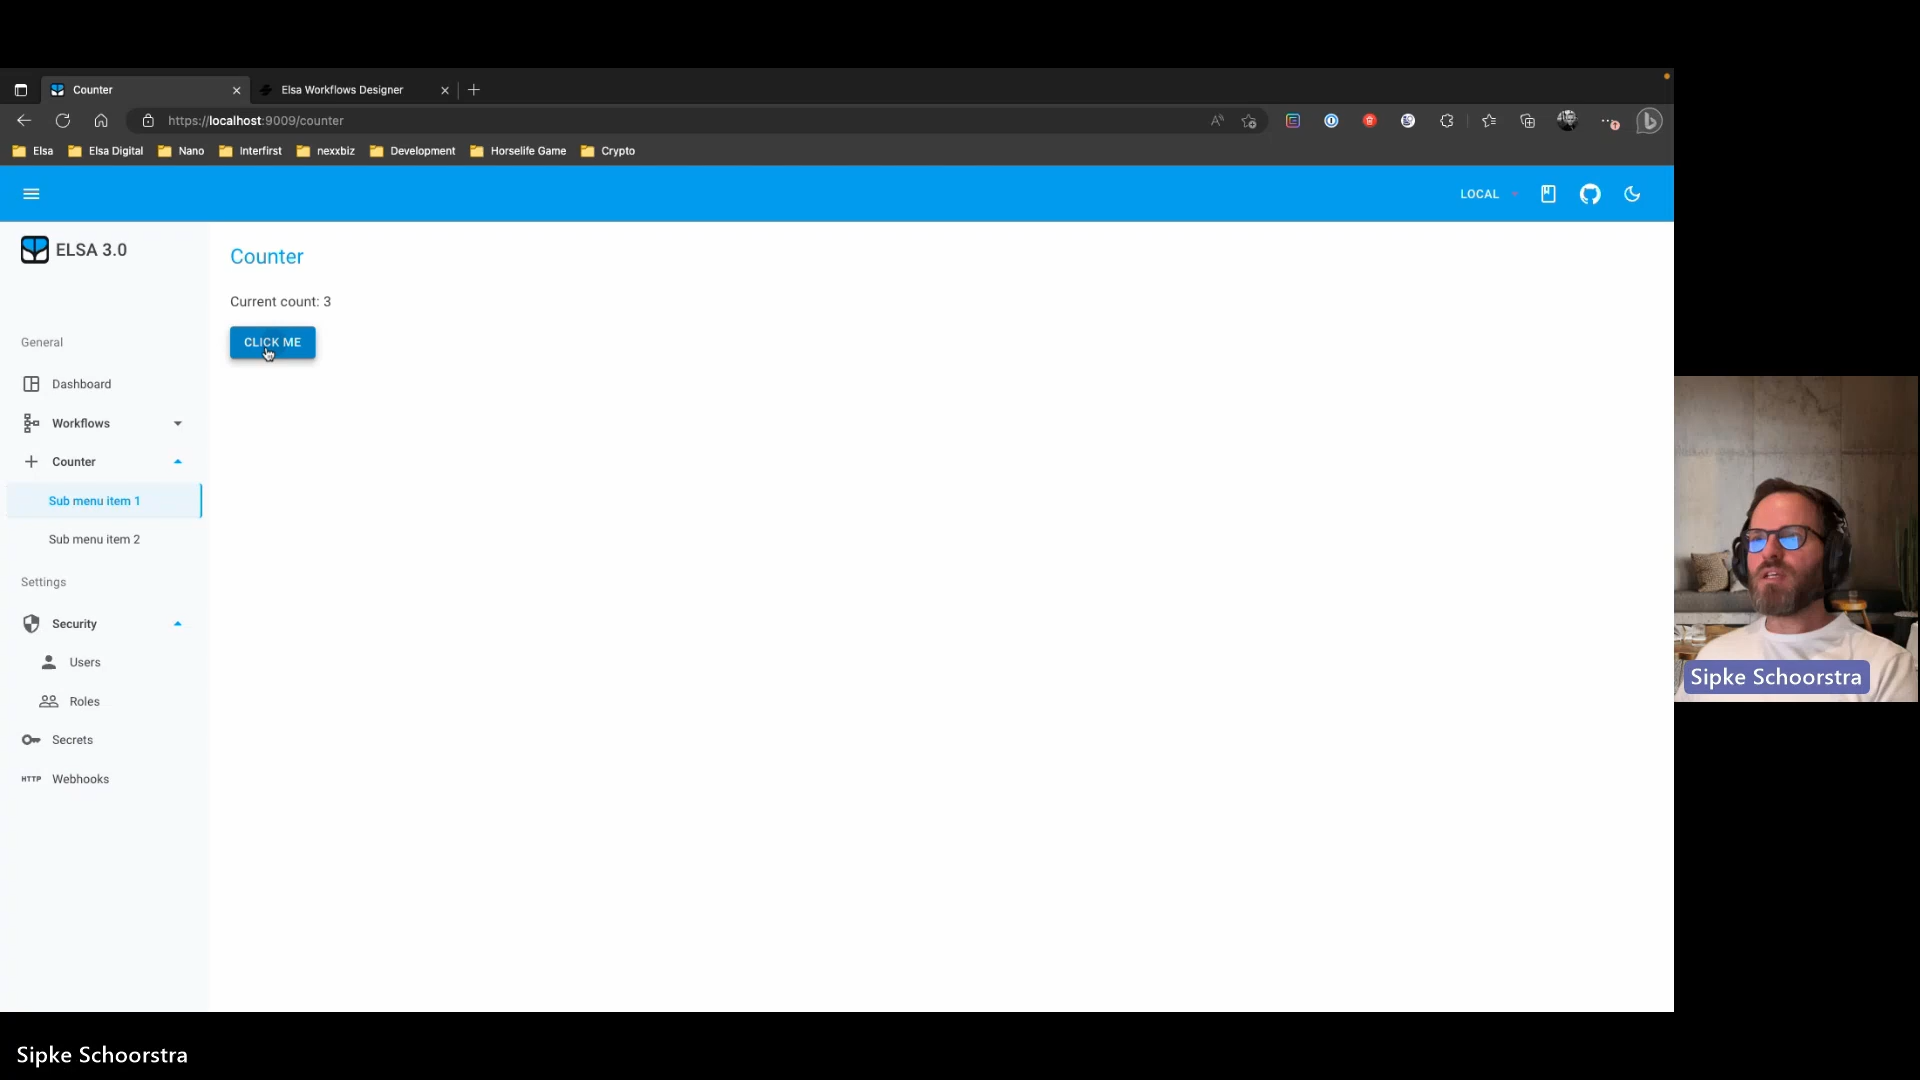 Counter
Elsa Workflows Designer
https://localhost:9009/counter
Elsa
Elsa Digital
Nano
Interfirst
nexxbiz
Development
Horselife Game
Crypto
LOCAL
ELSA 3.0
Counter
Current count: 3
CLICK ME
General
Dashboard
Workflows
Counter
Sub menu item 1
Sub menu item 2
Settings
Security
Users
Roles
Secrets
HTTP Webhooks
Sipke Schoorstra
Sipke Schoorstra